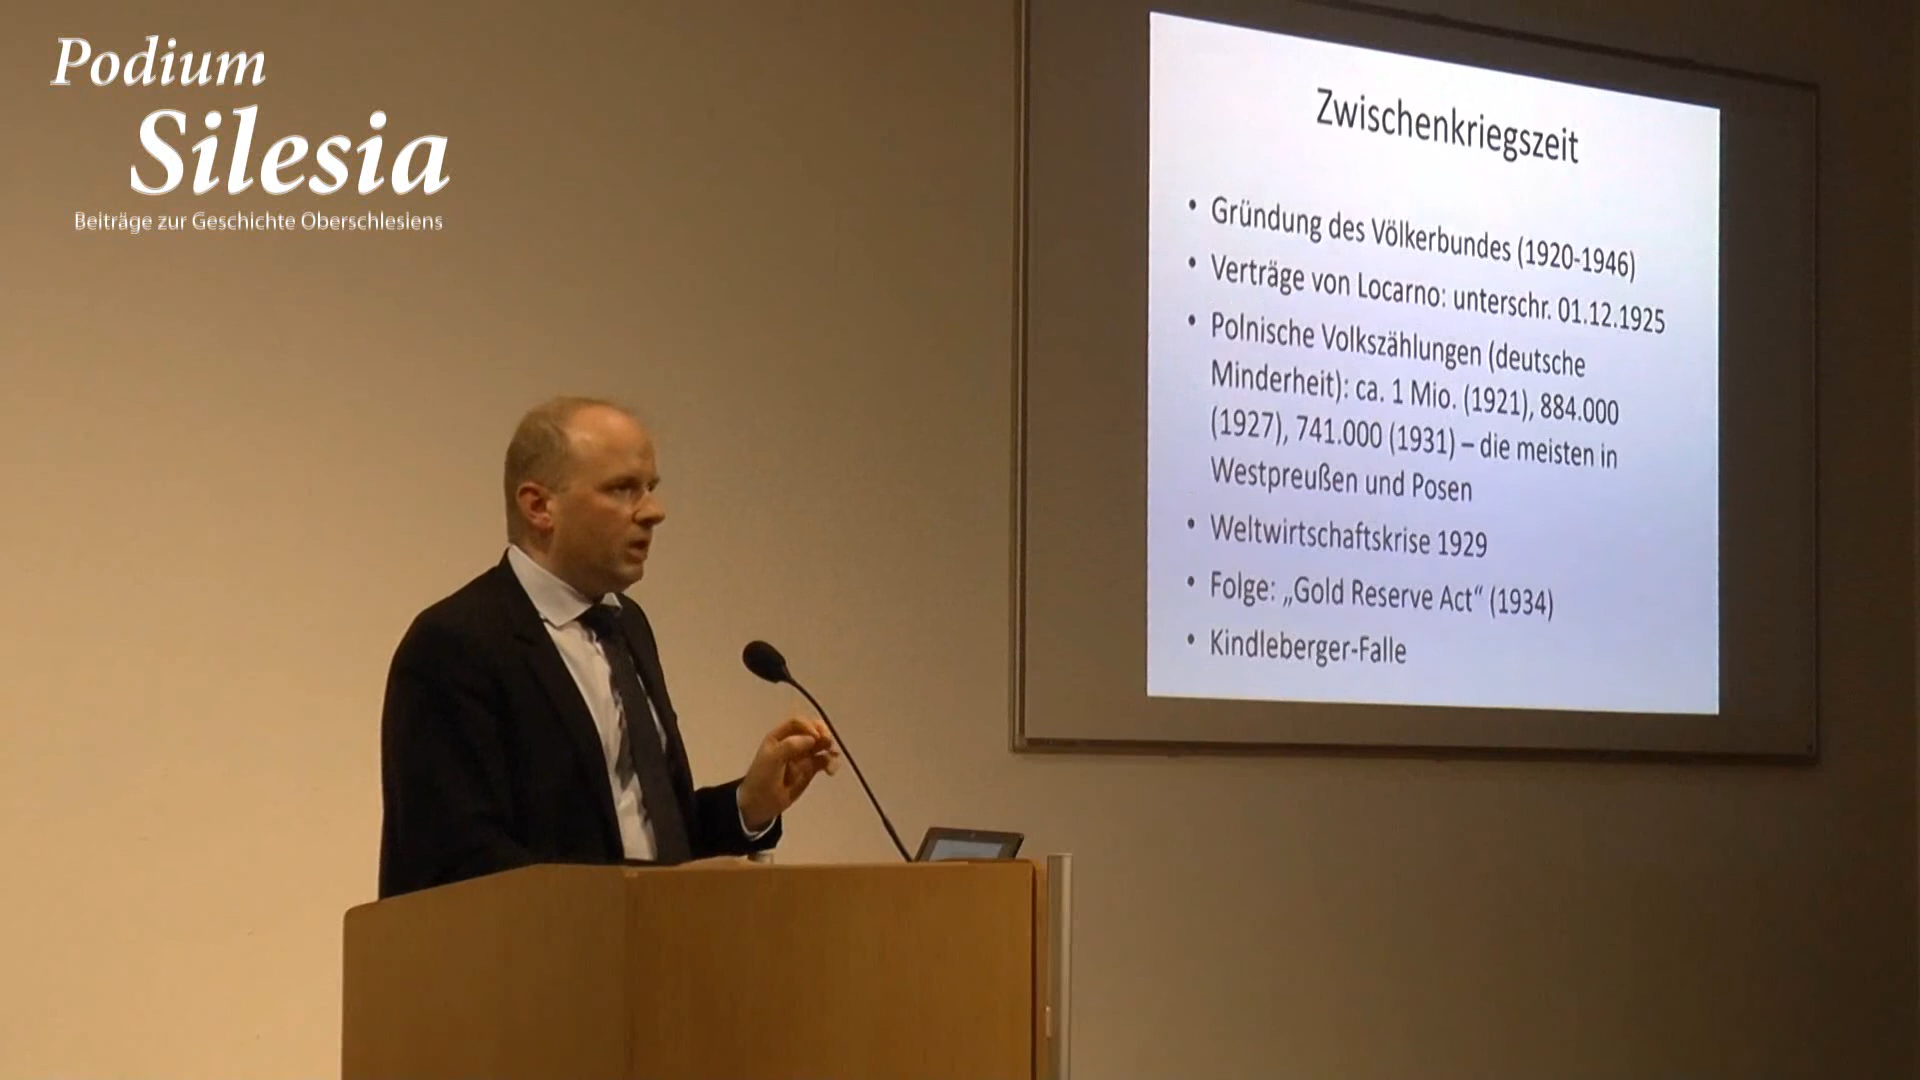 Podium
Silesia
Beiträge zur Geschichte Oberschlesiens
Zwischenkriegszeit
• Gründung des Völkerbundes (1920-1946)
• Verträge von Locarno: unterschr. 01.12.1925
• Polnische Volkszählungen (deutsche
Minderheit): ca. 1 Mio. (1921), 884.000
(1927), 741.000 (1931) – die meisten in
Westpreußen und Posen
• Weltwirtschaftskrise 1929
• Folge: „Gold Reserve Act“ (1934)
• Kindleberger-Falle